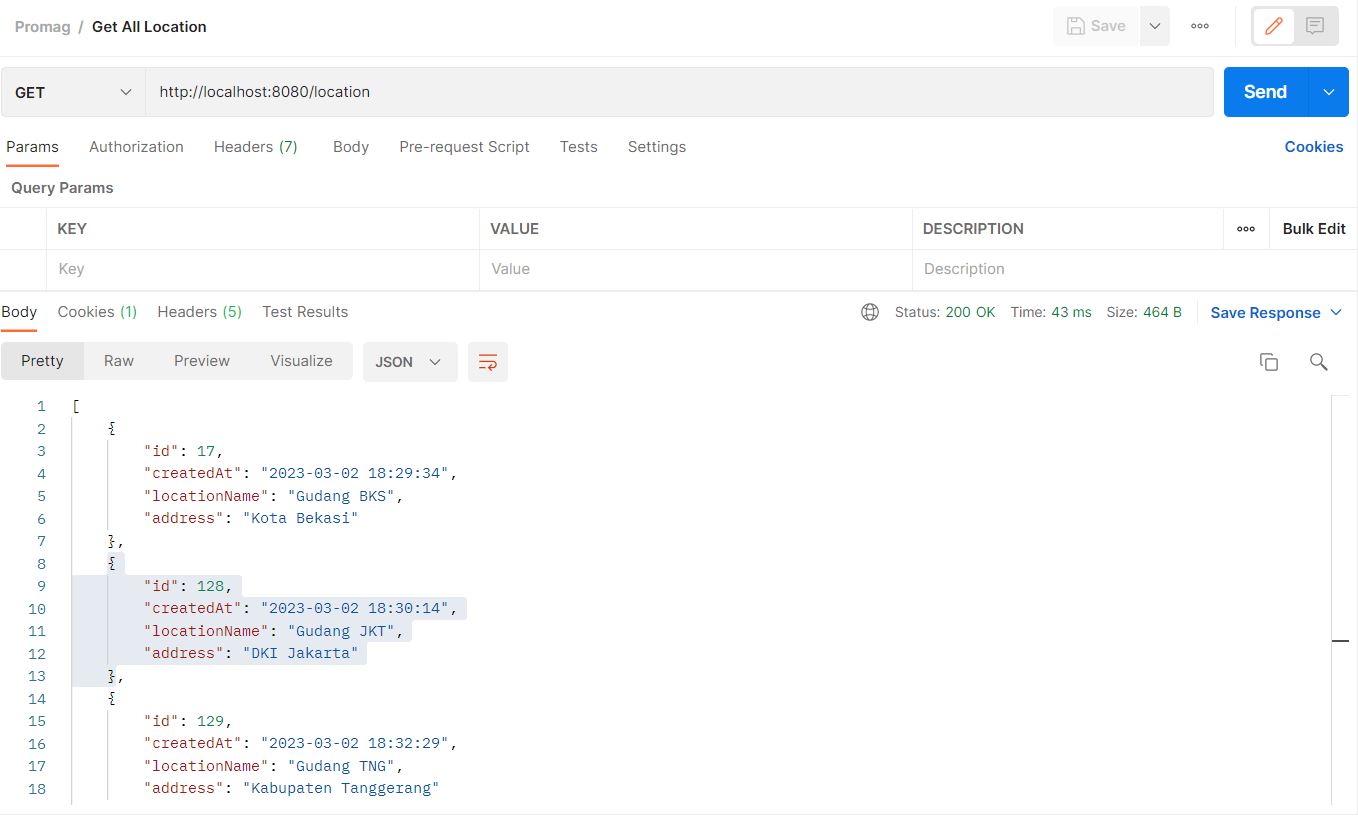 Promag / Get All Location
Save
GET
http://localhost:8080/location
Send
Params Authorization Headers (7) Body Pre-request Script Tests Settings Cookies
Query Params
KEY VALUE DESCRIPTION Bulk Edit
Key Value Description
Body Cookies (1) Headers (5) Test Results Status: 200 OK Time: 43 ms Size: 464 B Save Response
Pretty Raw Preview Visualize JSON
1 [
2 {
3 "id": 17,
4 "createdAt": "2023-03-02 18:29:34",
5 "locationName": "Gudang BKS",
6 "address": "Kota Bekasi"
7 },
8 {
9 "id": 128,
10 "createdAt": "2023-03-02 18:30:14",
11 "locationName": "Gudang JKT",
12 "address": "DKI Jakarta"
13 },
14 {
15 "id": 129,
16 "createdAt": "2023-03-02 18:32:29",
17 "locationName": "Gudang TNG",
18 "address": "Kabupaten Tanggerang"